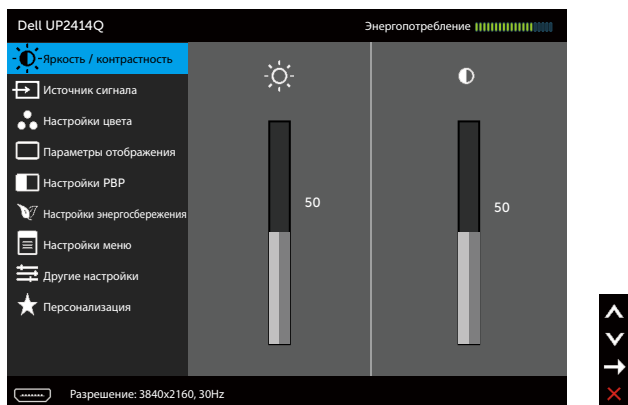 Dell UP2414Q
Энергопотребление
Яркость / контрастность
Источник сигнала
Настройки цвета
Параметры отображения
Настройки PBP
Настройки энергосбережения
Настройки меню
Другие настройки
Персонализация
50
50
Разрешение: 3840x2160, 30Hz